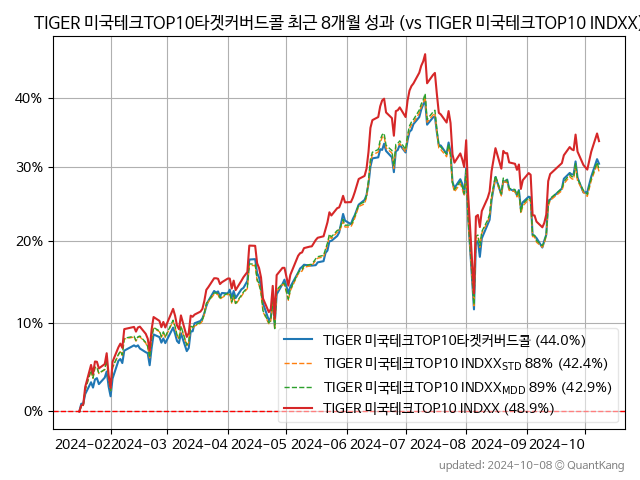 TIGER 미국테크TOP10타겟커버드콜 최근 8개월 성과 (vs TIGER 미국테크TOP10 INDXX)
40%
30%
20%
10%
0%
TIGER 미국테크TOP10타겟커버드콜 (44.0%)
TIGER 미국테크TOP10 INDXX STD 88% (42.4%)
TIGER 미국테크TOP10 INDXX MDD 89% (42.9%)
TIGER 미국테크TOP10 INDXX (48.9%)
2024-02 2024-03 2024-04 2024-05 2024-06 2024-07 2024-08 2024-09 2024-10
updated: 2024-10-08 © QuantKang